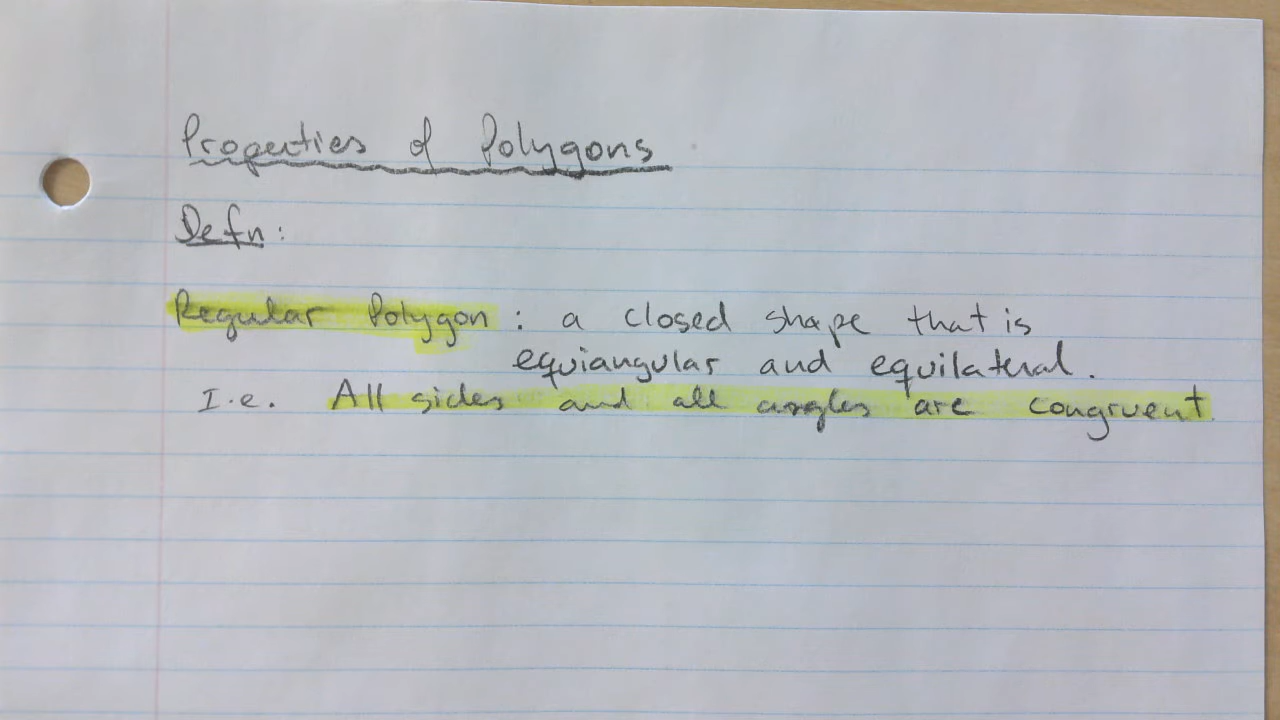 Properties of Polygons
Defn:
Regular Polygon: a closed shape that is
equiangular and equilateral.
I.e. All sides and all angles are congruent.